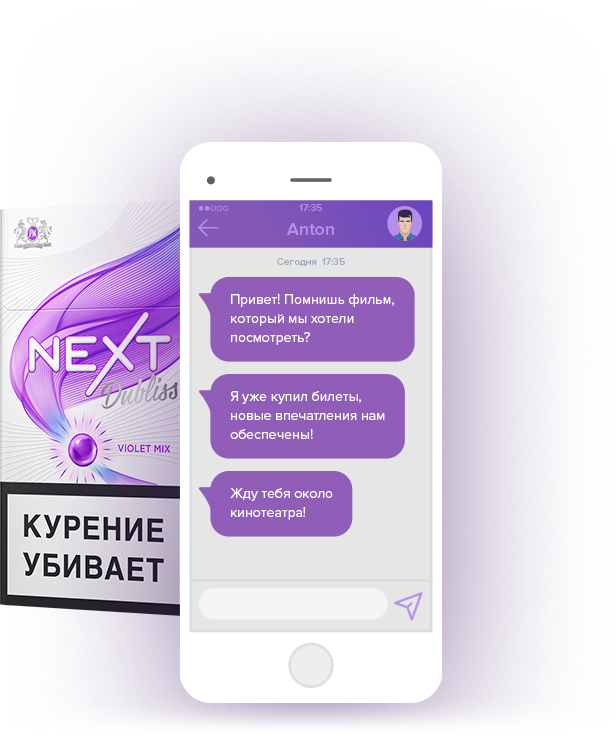 NEXT
Dubliss
VIOLET MIX
КУРЕНИЕ
УБИВАЕТ
17:35
Anton
Сегодня 17:35
Привет! Помнишь фильм,
который мы хотели
посмотреть?
Я уже купил билеты,
новые впечатления нам
обеспечены!
Жду тебя около
кинотеатра!